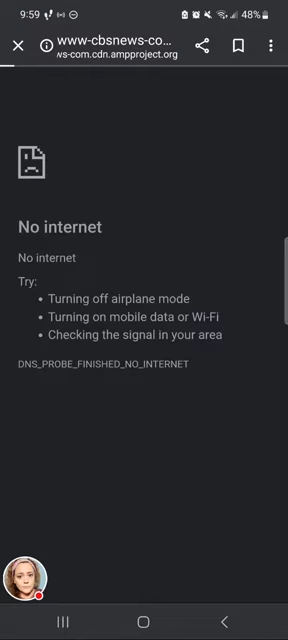 9:59
48%
www-cbsnews-co...
ws-com.cdn.ampproject.org
No internet
No internet
Try:
• Turning off airplane mode
• Turning on mobile data or Wi-Fi
• Checking the signal in your area
DNS_PROBE_FINISHED_NO_INTERNET